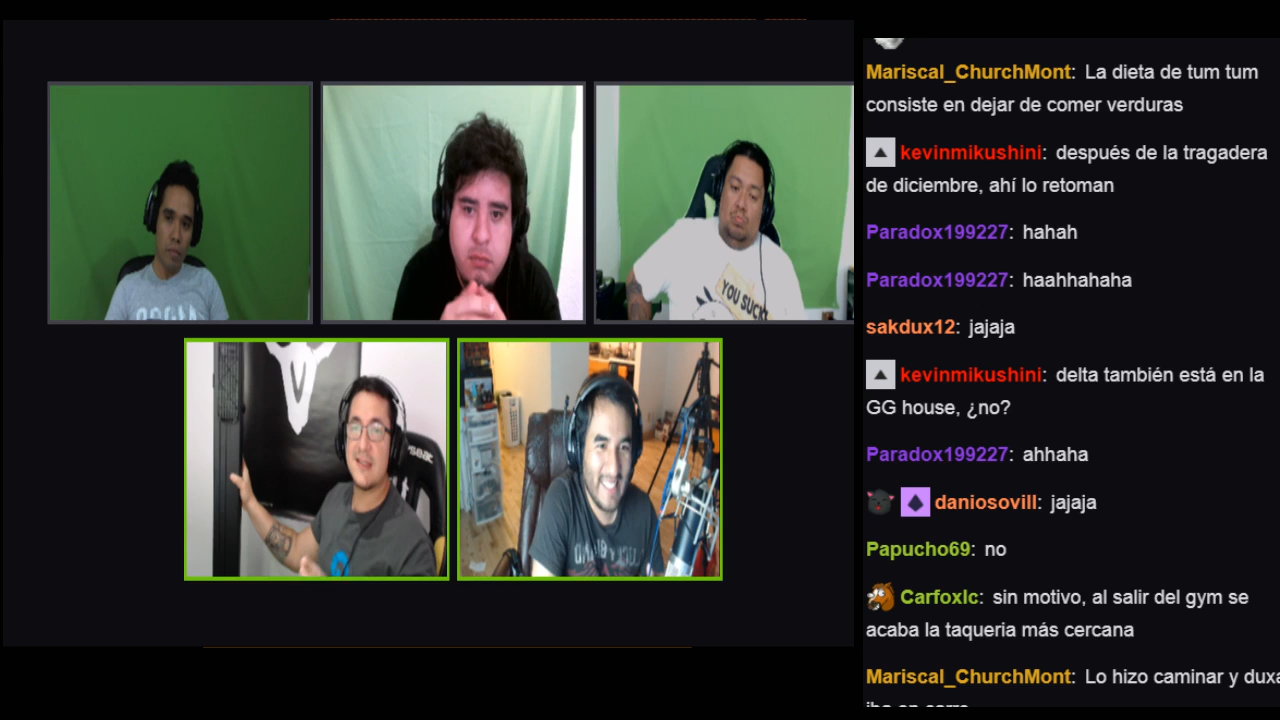 YOU SUCK!
Mariscal_ChurchMont: La dieta de tum tum
consiste en dejar de comer verduras
kevinmikushini: después de la tragadera
de diciembre, ahí lo retoman
Paradox199227: hahah
Paradox199227: haahhahaha
sakdux12: jajaja
kevinmikushini: delta también está en la
GG house, ¿no?
Paradox199227: ahhaha
daniosovill: jajaja
Papucho69: no
Carfoxlc: sin motivo, al salir del gym se
acaba la taqueria más cercana
Mariscal_ChurchMont: Lo hizo caminar y duxa